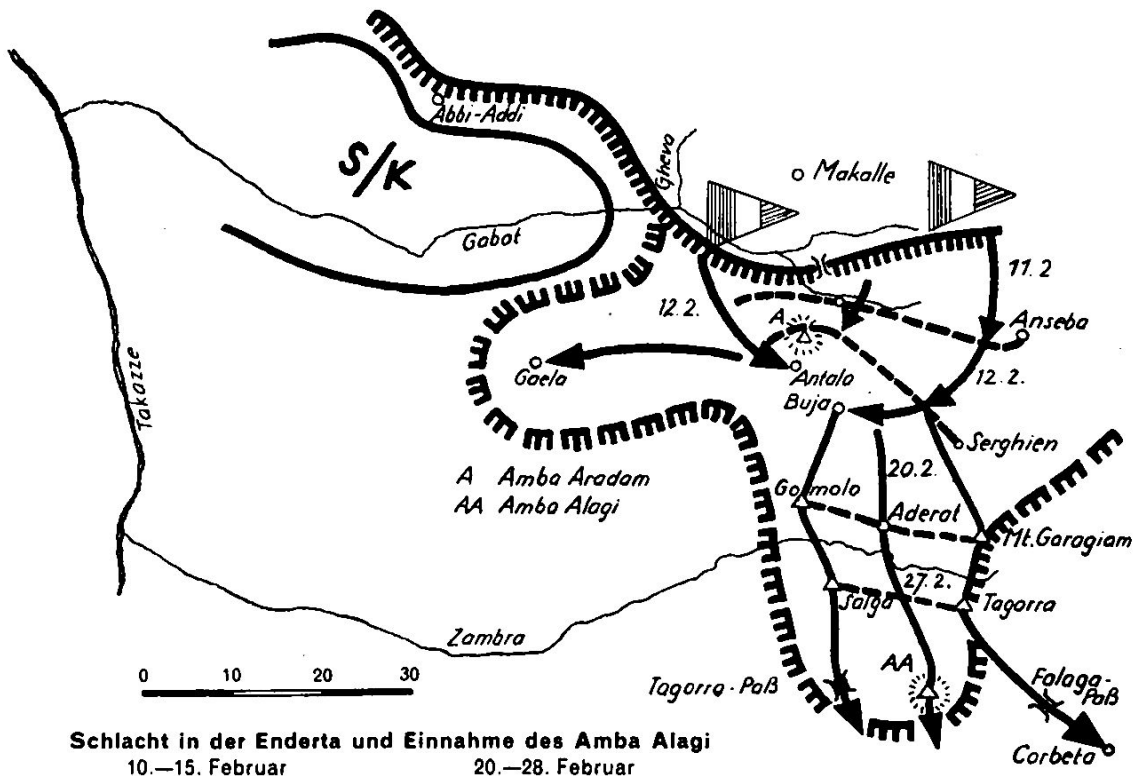 Abbi-Addi
S/K
Gheva
Makalle
Gabat
11.2
12.2.
A
Anseba
Gaela
Antalo
12.2.
Buja
Takazze
Serghien
A Amba Aradam
AA Amba Alagi
20.2.
Golmolo
Aderat
Mt. Garagiam
27.2.
Salga
Tagorra
Zambra
AA
0 10 20 30
Tagorra-Paß
Falaga-
Paß
Corbeta
Schlacht in der Enderta und Einnahme des Amba Alagi
10.—15. Februar 20.—28. Februar